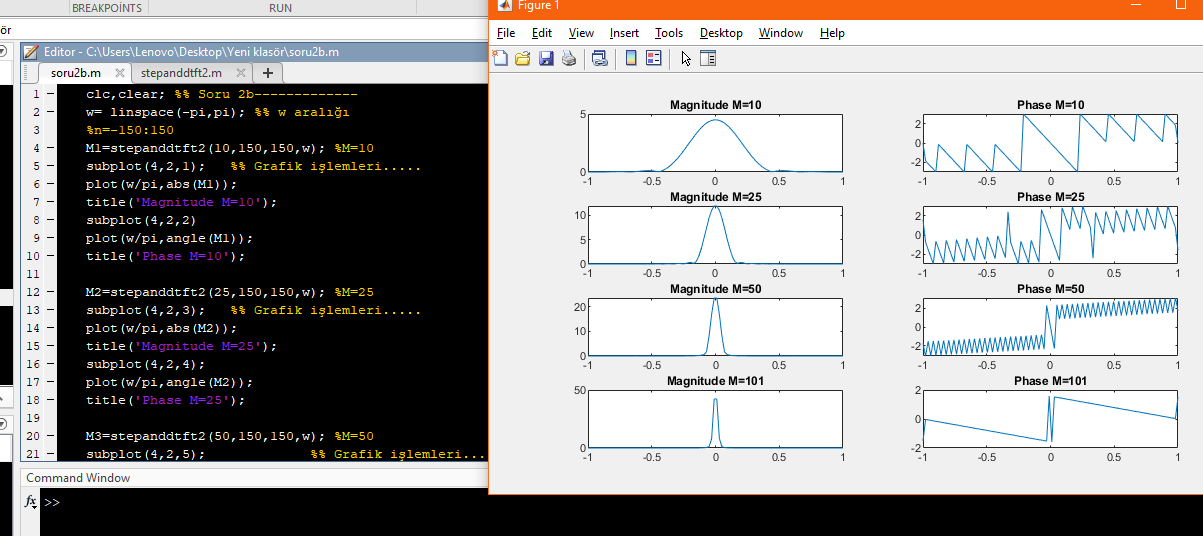 BREAKPOINTS
RUN
ör
Editor - C:\Users\Lenovo\Desktop\Yeni klasör\soru2b.m
soru2b.m
stepanddtft2.m
1 clc,clear; %% Soru 2b-------------
2 w= linspace(-pi,pi); %% w aralığı
3 %n=-150:150
4 M1=stepanddtft2(10,150,150,w); %M=10
5 subplot(4,2,1); %% Grafik işlemleri.....
6 plot(w/pi,abs(M1));
7 title('Magnitude M=10');
8 subplot(4,2,2)
9 plot(w/pi,angle(M1));
10 title('Phase M=10');
11
12 M2=stepanddtft2(25,150,150,w); %M=25
13 subplot(4,2,3); %% Grafik işlemleri.....
14 plot(w/pi,abs(M2));
15 title('Magnitude M=25');
16 subplot(4,2,4);
17 plot(w/pi,angle(M2));
18 title('Phase M=25');
19
20 M3=stepanddtft2(50,150,150,w); %M=50
21 subplot(4,2,5); %% Grafik işlemleri...
Command Window
fx >>
Figure 1
File Edit View Insert Tools Desktop Window Help
Magnitude M=10
5
0
-1 -0.5 0 0.5 1
Phase M=10
2
0
-2
-1 -0.5 0 0.5 1
Magnitude M=25
10
5
0
-1 -0.5 0 0.5 1
Phase M=25
2
0
-2
-1 -0.5 0 0.5 1
Magnitude M=50
20
10
0
-1 -0.5 0 0.5 1
Phase M=50
2
0
-2
-1 -0.5 0 0.5 1
Magnitude M=101
50
0
-1 -0.5 0 0.5 1
Phase M=101
2
0
-2
-1 -0.5 0 0.5 1